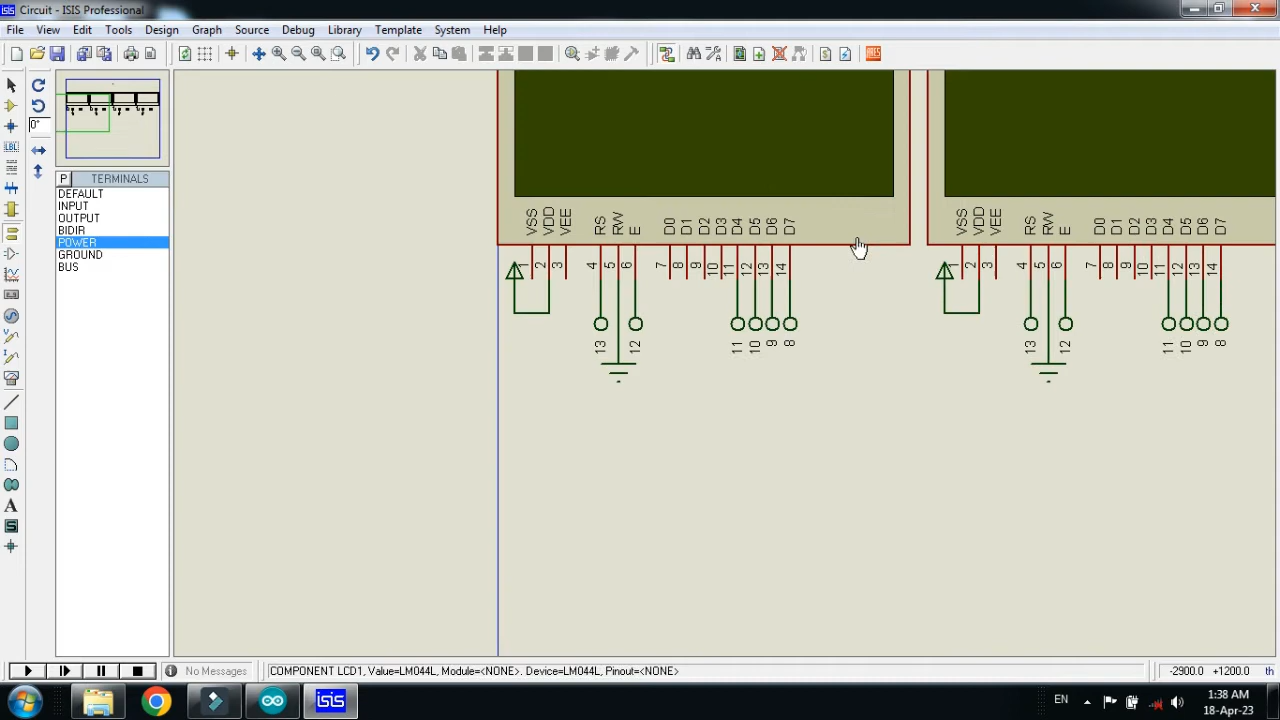 Circuit - ISIS Professional
File View Edit Tools Design Graph Source Debug Library Template System Help
0°
LBL
P TERMINALS
DEFAULT
INPUT
OUTPUT
BIDIR
POWER
GROUND
BUS
A
S
VSS VDD VEE RS RW E D0 D1 D2 D3 D4 D5 D6 D7
1 2 3 4 5 6 7 8 9 10 11 12 13 14
13 12 11 10 9 8
VSS VDD VEE RS RW E D0 D1 D2 D3 D4 D5 D6 D7
1 2 3 4 5 6 7 8 9 10 11 12 13 14
13 12 11 10 9 8
No Messages COMPONENT LCD1, Value=LM044L, Module=<NONE>. Device=LM044L, Pinout=<NONE> -2900.0 +1200.0 th
isis EN 1:38 AM
18-Apr-23